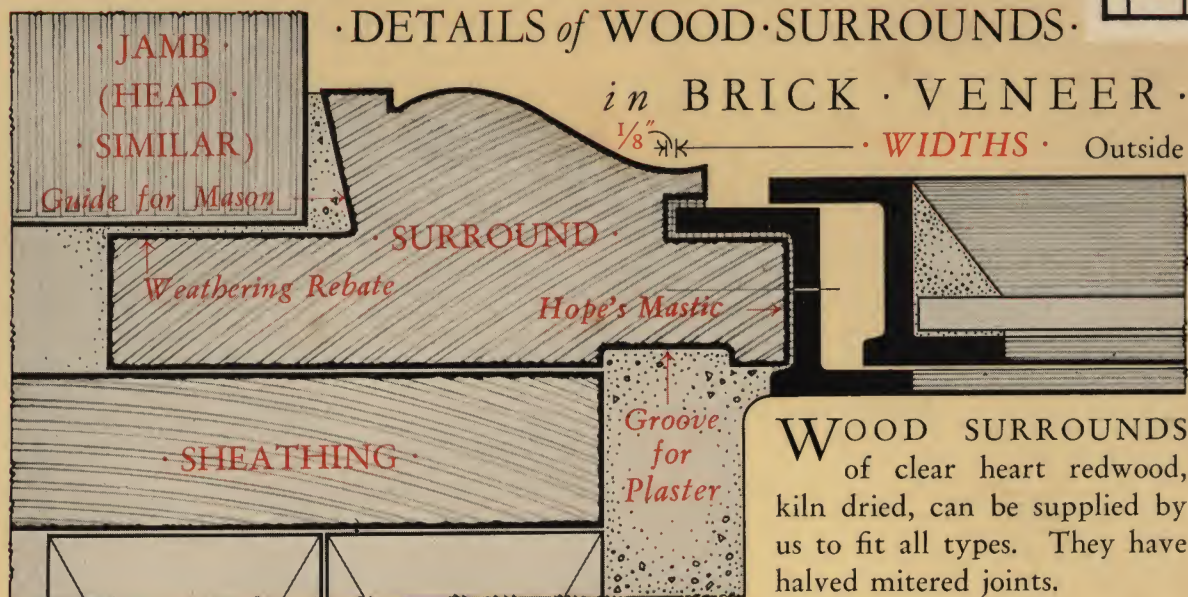 ·DETAILS of WOOD·SURROUNDS·
in BRICK · VENEER ·
· JAMB ·
(HEAD ·
· SIMILAR)
Guide for Mason
1/8"
· WIDTHS · Outside
· SURROUND ·
Weathering Rebate
Hope's Mastic
Groove
for
Plaster
· SHEATHING ·
WOOD SURROUNDS
of clear heart redwood,
kiln dried, can be supplied by
us to fit all types. They have
halved mitered joints.